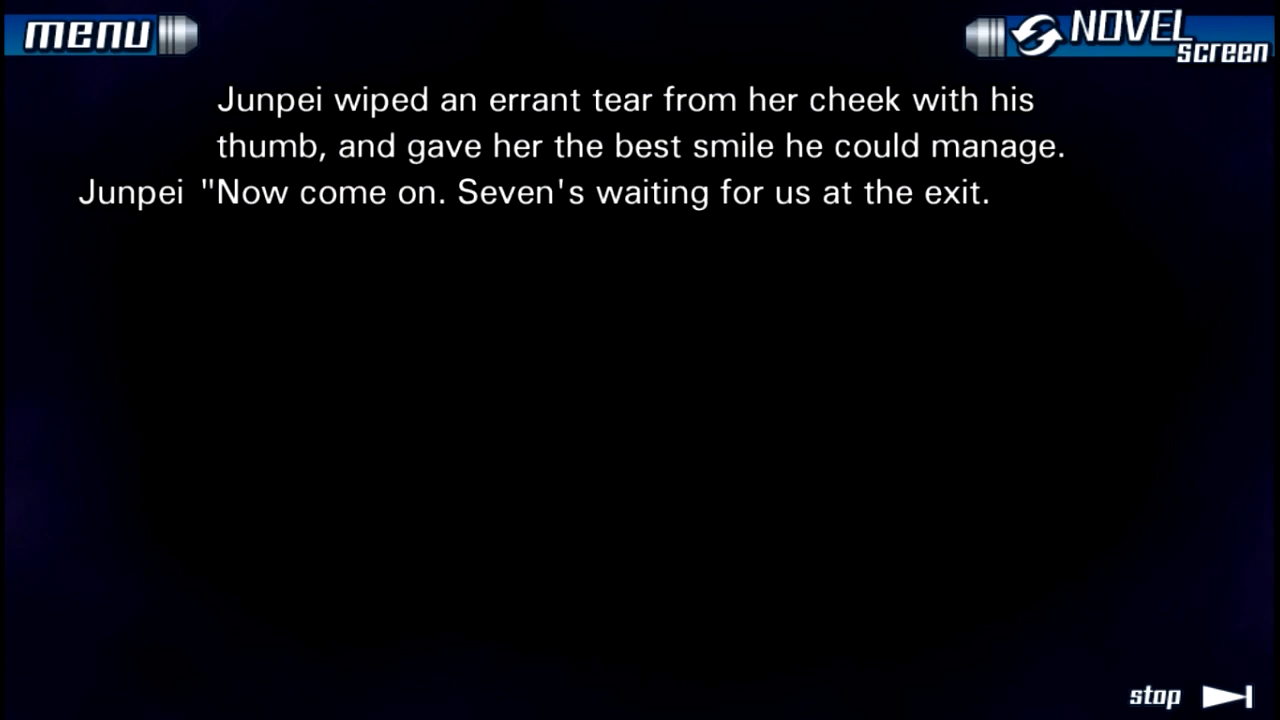 menu
NOVEL
screen
Junpei wiped an errant tear from her cheek with his
thumb, and gave her the best smile he could manage.
Junpei "Now come on. Seven's waiting for us at the exit.
stop